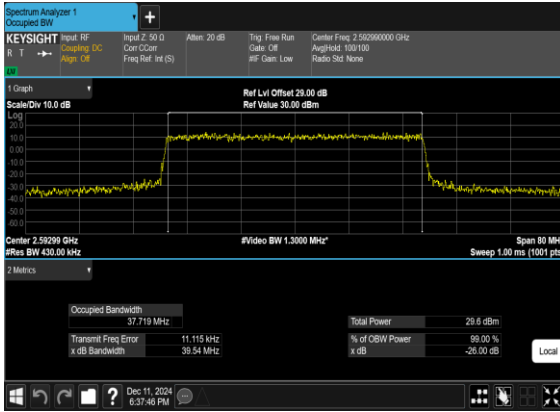 Spectrum Analyzer 1
Occupied BW
KEYSIGHT
R T
Input: RF
Coupling: DC
Align: Off
Input Z: 50 Ω
Corr CCorr
Freq Ref: Int (S)
Atten: 20 dB
Trig: Free Run
Gate: Off
#IF Gain: Low
Center Freq: 2.592990000 GHz
Avg|Hold: 100/100
Radio Std: None
1 Graph
Scale/Div 10.0 dB
Ref Lvl Offset 29.00 dB
Ref Value 30.00 dBm
Log
20.0
10.0
0.00
-10.0
-20.0
-30.0
-40.0
-50.0
-60.0
Center 2.59299 GHz
#Res BW 430.00 kHz
#Video BW 1.3000 MHz*
Span 80 MH
Sweep 1.00 ms (1001 pts
2 Metrics
Occupied Bandwidth
37.719 MHz
Total Power 29.6 dBm
Transmit Freq Error 11.115 kHz
% of OBW Power 99.00 %
x dB Bandwidth 39.54 MHz
x dB -26.00 dB
Local
Dec 11, 2024
6:37:46 PM